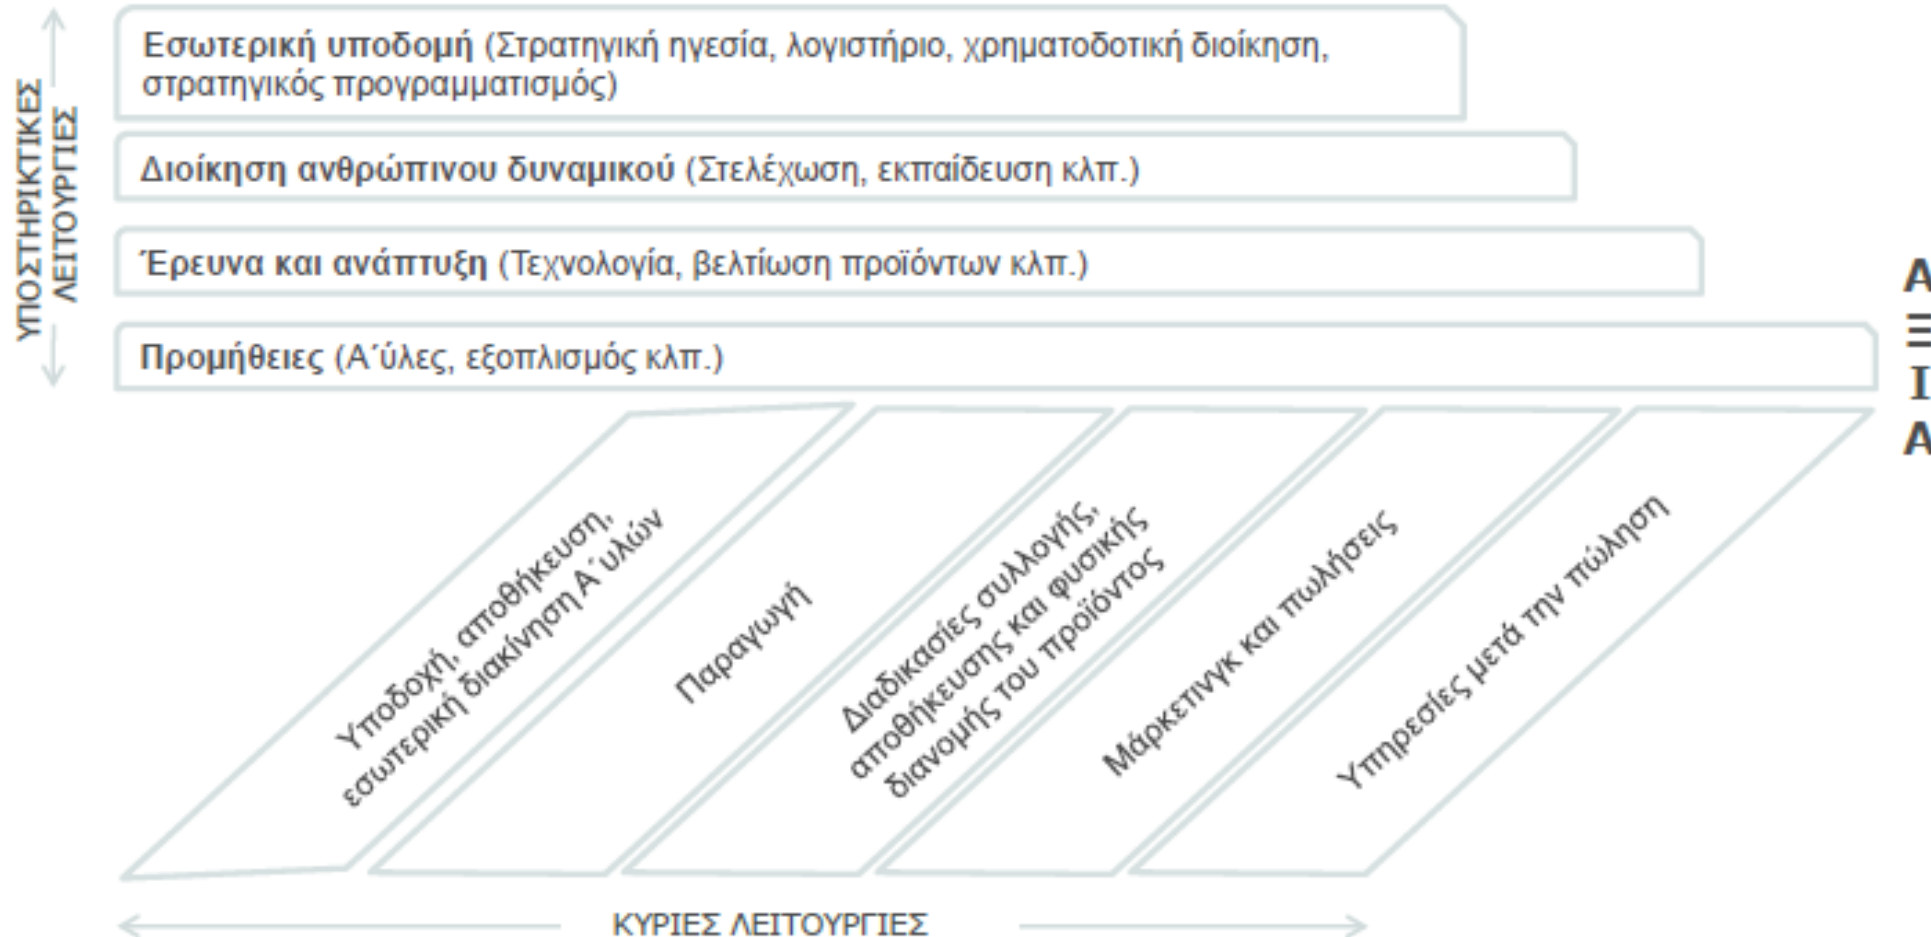 ΥΠΟΣΤΗΡΙΚΤΙΚΕΣ
ΛΕΙΤΟΥΡΓΙΕΣ
Εσωτερική υποδομή (Στρατηγική ηγεσία, λογιστήριο, χρηματοδοτική διοίκηση,
στρατηγικός προγραμματισμός)
Διοίκηση ανθρώπινου δυναμικού (Στελέχωση, εκπαίδευση κλπ.)
Έρευνα και ανάπτυξη (Τεχνολογία, βελτίωση προϊόντων κλπ.)
Προμήθειες (Α΄ύλες, εξοπλισμός κλπ.)
Α
Ξ
Ι
Α
Υποδοχή, αποθήκευση,
εσωτερική διακίνηση Α΄υλών
Παραγωγή
Διαδικασίες συλλογής,
αποθήκευσης και φυσικής
διανομής του προϊόντος
Μάρκετινγκ και πωλήσεις
Υπηρεσίες μετά την πώληση
ΚΥΡΙΕΣ ΛΕΙΤΟΥΡΓΙΕΣ